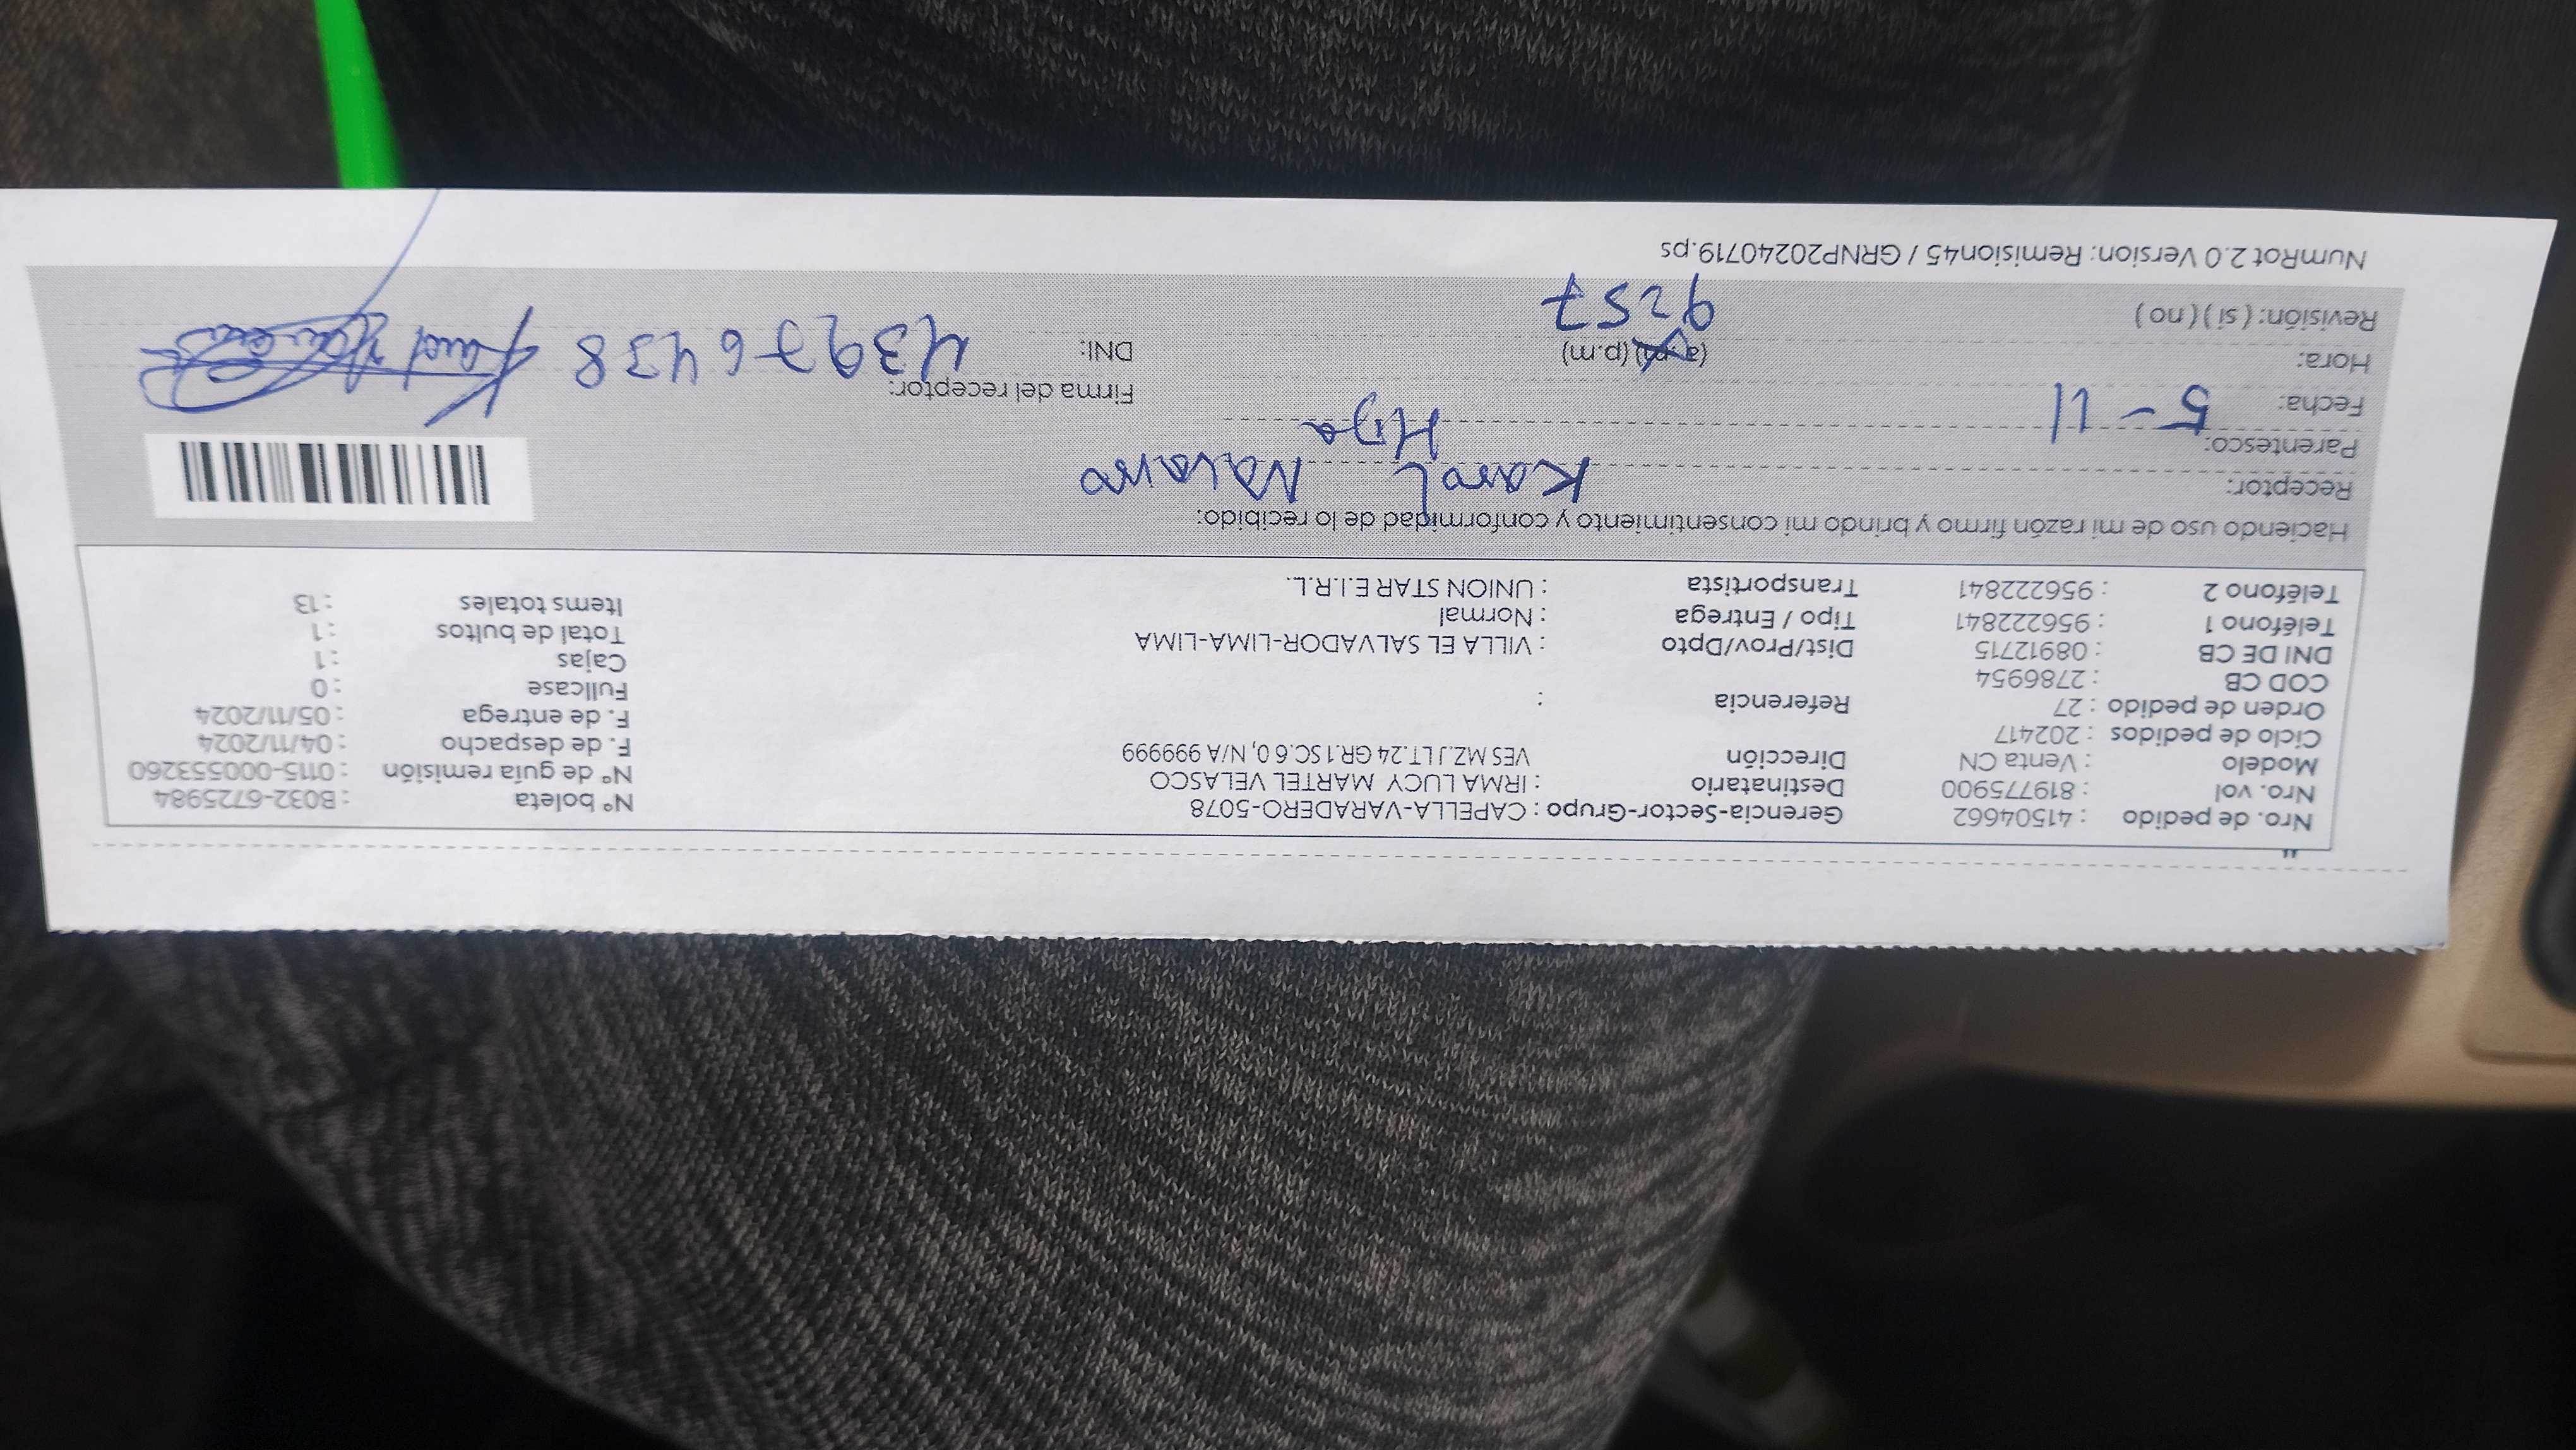 Nro. de pedido : 41504662 Gerencia-Sector-Grupo : CAPELLA-VARADERO-5078 N° boleta : B032-6725984
Nro. vol : 819775900 Destinatario : IRMA LUCY MARTEL VELASCO N° de guía remisión : 0115-000553260
Modelo : Venta CN Dirección VES MZ.J LT.24 GR.1 SC.6 0, N/A 999999 F. de despacho : 04/11/2024
Ciclo de pedidos : 202417 F. de entrega : 05/11/2024
Orden de pedido : 27 Referencia : Fullcase : 0
COD CB : 2786954 Cajas : 1
DNI DE CB : 08912715 Dist/Prov/Dpto : VILLA EL SALVADOR-LIMA-LIMA Total de bultos : 1
Teléfono 1 : 956222841 Tipo / Entrega : Normal Items totales : 13
Teléfono 2 : 956222841 Transportista : UNION STAR E.I.R.L.
Haciendo uso de mi razón firmo y brindo mi consentimiento y conformidad de lo recibido:
Receptor: Karol
Parentesco: Hija
Fecha: 5-11 Firma del receptor:
Hora: (a.m) (p.m) DNI: 43976438
9:57
Revisión: ( si ) ( no )
NumRot 2.0 Version: Remision45 / GRNP20240719.ps